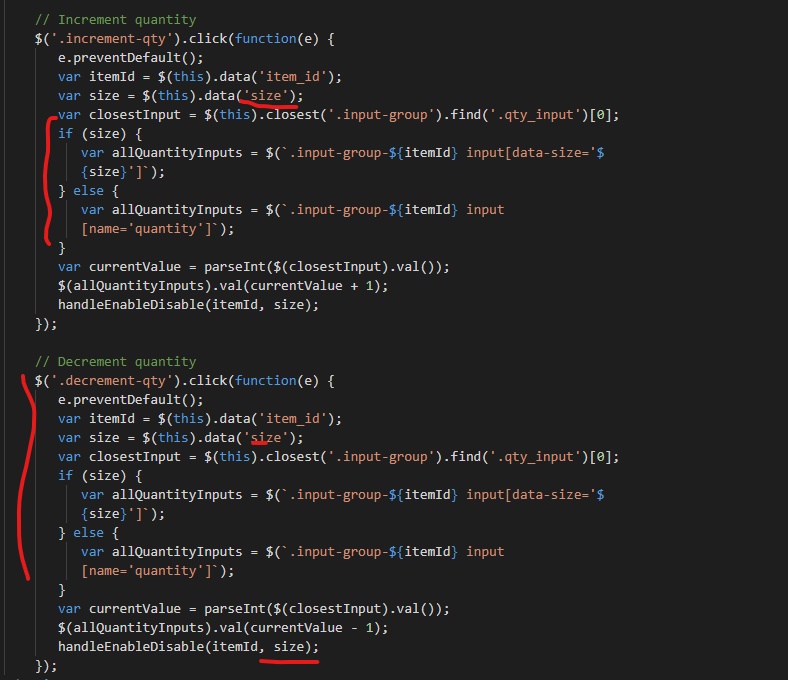 // Increment quantity
$('.increment-qty').click(function(e) {
e.preventDefault();
var itemId = $(this).data('item_id');
var size = $(this).data('size');
var closestInput = $(this).closest('.input-group').find('.qty_input')[0];
if (size) {
var allQuantityInputs = $(`.input-group-${itemId} input[data-size='$
{size}']`);
} else {
var allQuantityInputs = $(`.input-group-${itemId} input
[name='quantity']`);
}
var currentValue = parseInt($(closestInput).val());
$(allQuantityInputs).val(currentValue + 1);
handleEnableDisable(itemId, size);
});
// Decrement quantity
$('.decrement-qty').click(function(e) {
e.preventDefault();
var itemId = $(this).data('item_id');
var size = $(this).data('size');
var closestInput = $(this).closest('.input-group').find('.qty_input')[0];
if (size) {
var allQuantityInputs = $(`.input-group-${itemId} input[data-size='$
{size}']`);
} else {
var allQuantityInputs = $(`.input-group-${itemId} input
[name='quantity']`);
}
var currentValue = parseInt($(closestInput).val());
$(allQuantityInputs).val(currentValue - 1);
handleEnableDisable(itemId, size);
});